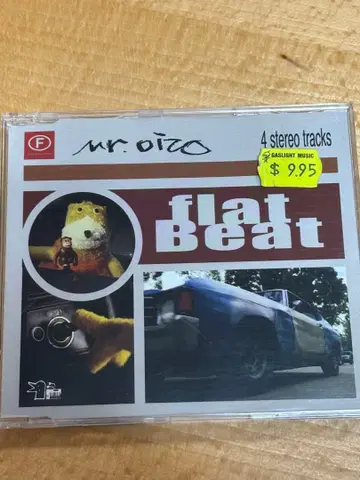 F
mr. oizo
4 stereo tracks
GASLIGHT MUSIC
$ 9.95
flat
Beat